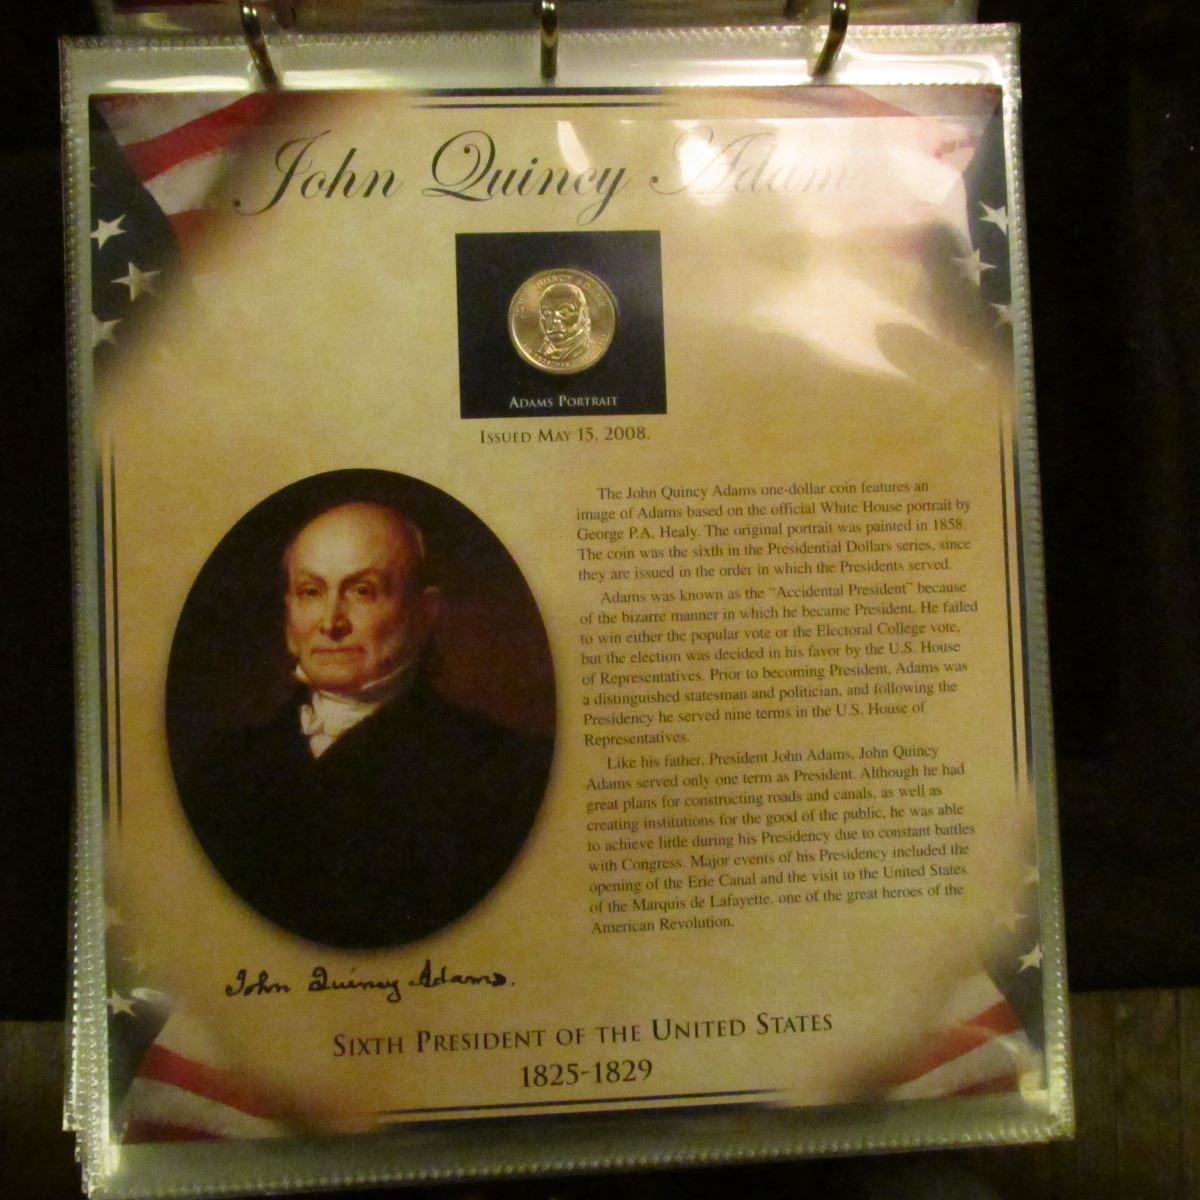 John Quincy Adams
ADAMS PORTRAIT
ISSUED MAY 15, 2008.
The John Quincy Adams one-dollar coin features an
image of Adams based on the official White House portrait by
George P.A. Healy. The original portrait was painted in 1858.
The coin was the sixth in the Presidential Dollars series, since
they are issued in the order in which the Presidents served.
Adams was known as the "Accidental President" because
of the bizarre manner in which he became President. He failed
to win either the popular vote or the Electoral College vote,
but the election was decided in his favor by the U.S. House
of Representatives. Prior to becoming President, Adams was
a distinguished statesman and politician, and following the
Presidency he served nine terms in the U.S. House of
Representatives.
Like his father, President John Adams, John Quincy
Adams served only one term as President. Although he had
great plans for constructing roads and canals, as well as
creating institutions for the good of the public, he was able
to achieve little during his Presidency due to constant battles
with Congress. Major events of his Presidency included the
opening of the Erie Canal and the visit to the United States
of the Marquis de Lafayette, one of the great heroes of the
American Revolution.
John Quincy Adams.
SIXTH PRESIDENT OF THE UNITED STATES
1825-1829